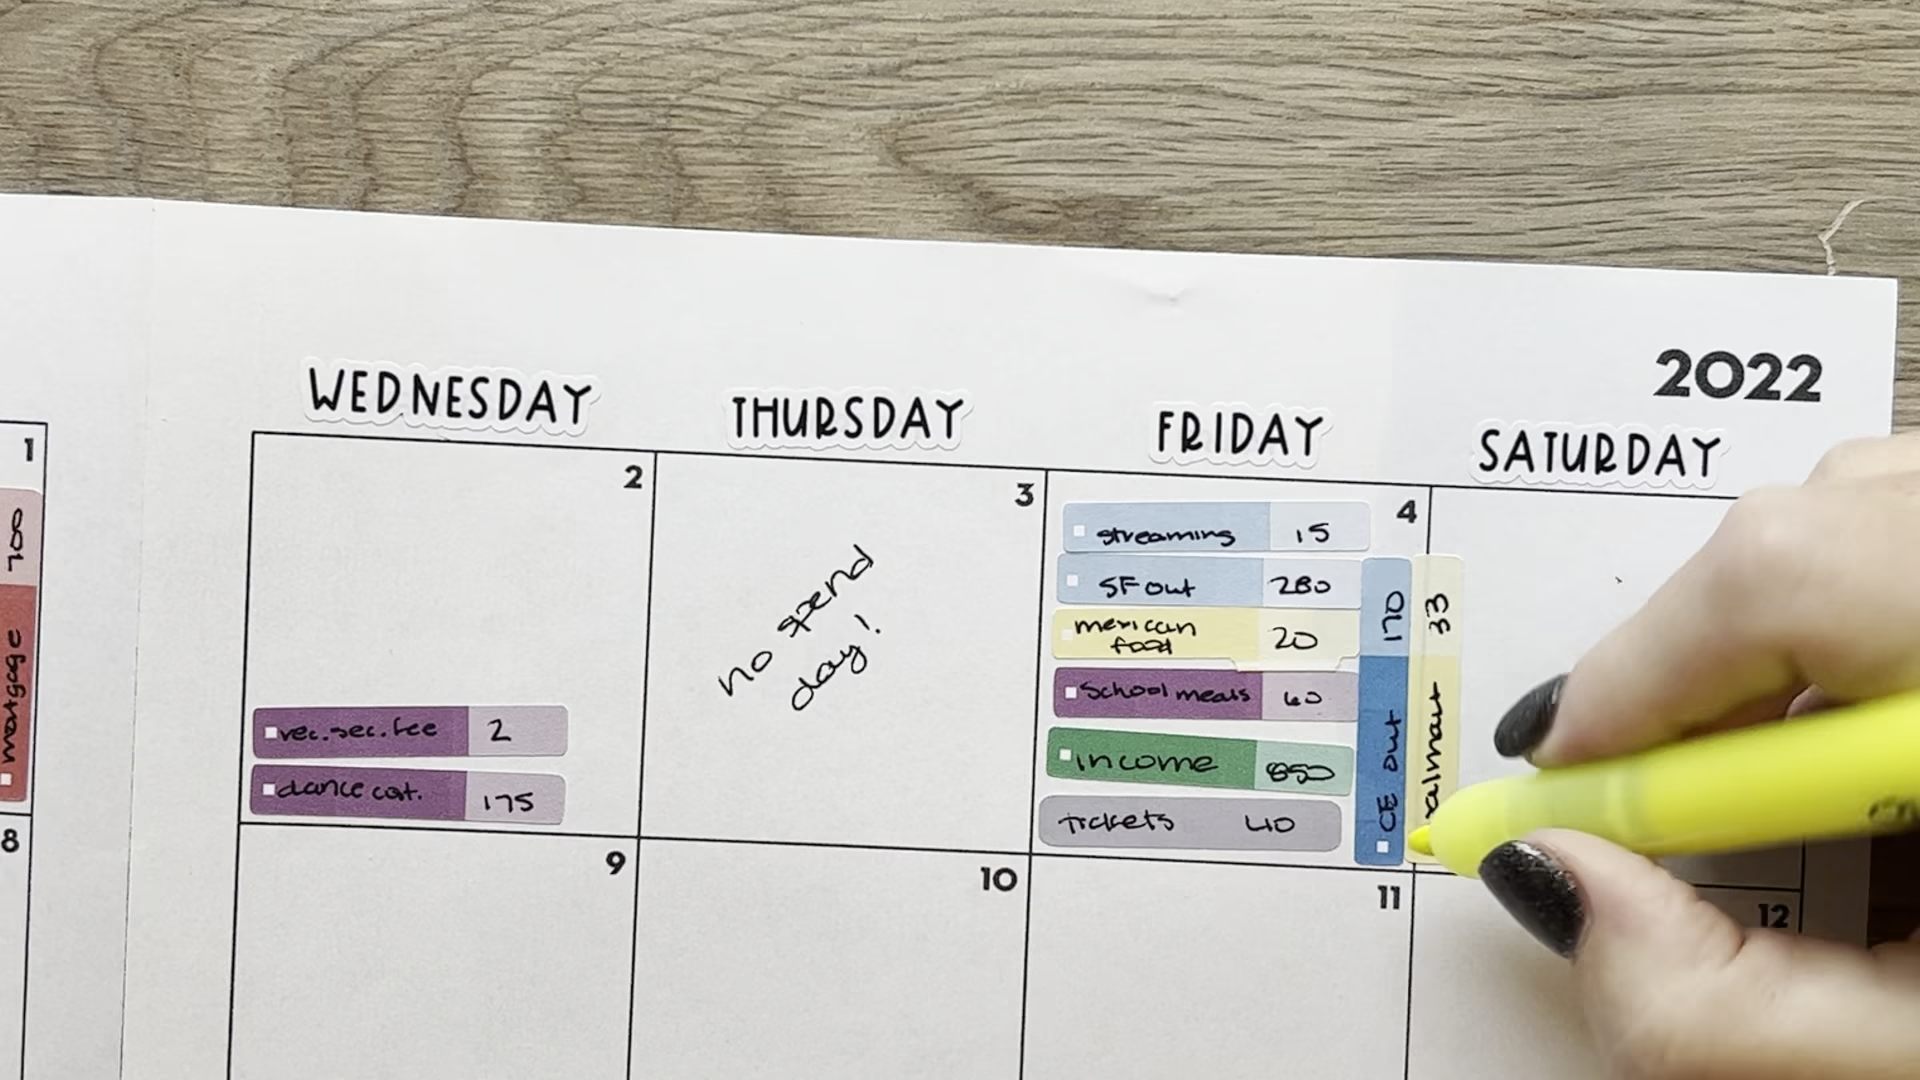 2022
WEDNESDAY
THURSDAY
FRIDAY
SATURDAY
1
700
mortgage
2
rec. sec. fee 2
dance cat. 175
3
no spend
day!
4
streaming 15
SF out 280
mexican
food
20
school meals 60
income 850
Tickets 40
CE out 170
33
8
9
10
11
12